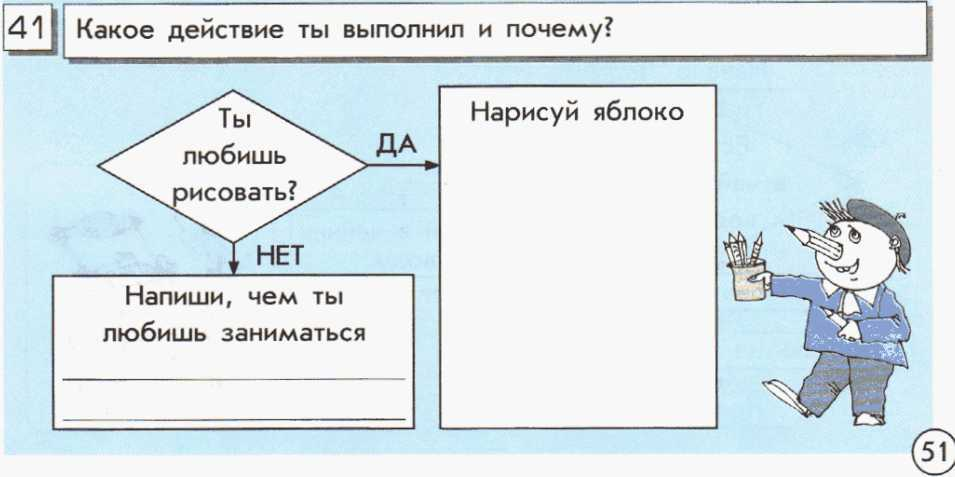 41
Какое действие ты выполнил и почему?
Ты
любишь
рисовать?
ДА
Нарисуй яблоко
НЕТ
Напиши, чем ты
любишь заниматься
51